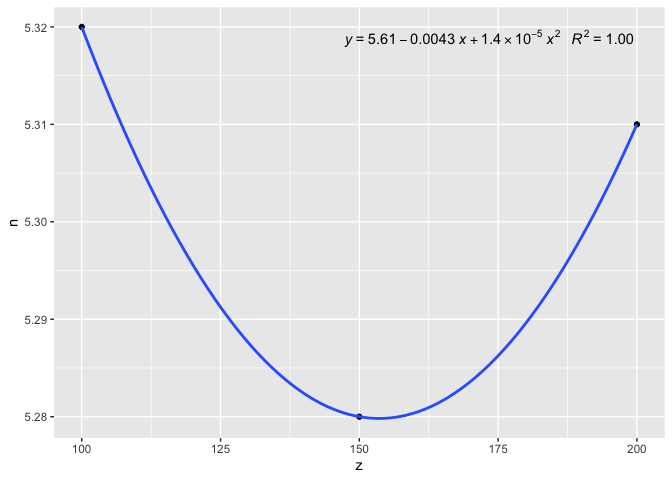 y = 5.61 – 0.0043 x + 1.4 × 10⁻⁵ x²   R² = 1.00
5.32
5.31
5.30
5.29
5.28
n
100 125 150 175 200
z